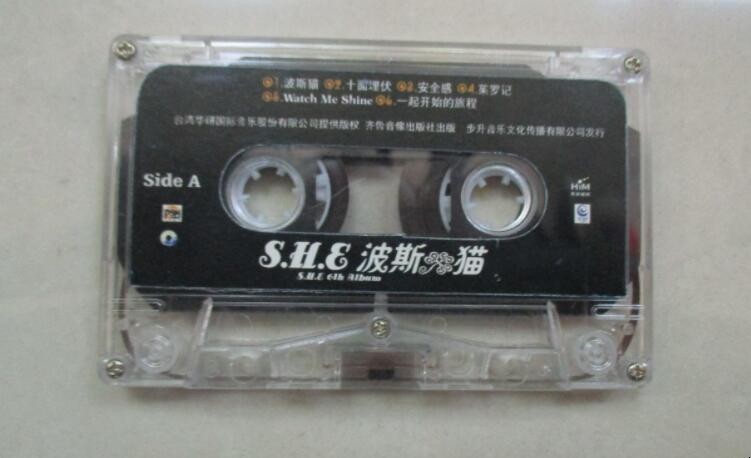 1.波斯猫 2.十面埋伏 3.安全感 4.茱罗记
5.Watch Me Shine 6.一起开始的旅程
台湾华研国际音乐股份有限公司提供版权 齐鲁音像出版社出版 步升音乐文化传播有限公司发行
Side A
HIM
S.H.E 波斯猫
S.H.E 6th Album